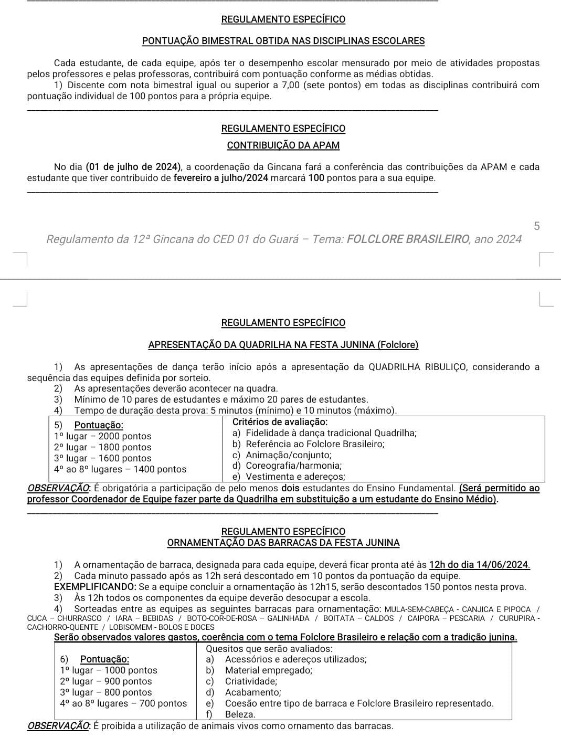 REGULAMENTO ESPECÍFICO
PONTUAÇÃO BIMESTRAL OBTIDA NAS DISCIPLINAS ESCOLARES
Cada estudante, de cada equipe, após ter o desempenho escolar mensurado por meio de atividades propostas
pelos professores e pelas professoras, contribuirá com pontuação conforme as médias obtidas.
1) Discente com nota bimestral igual ou superior a 7,00 (sete pontos) em todas as disciplinas contribuirá com
pontuação individual de 100 pontos para a própria equipe.
REGULAMENTO ESPECÍFICO
CONTRIBUIÇÃO DA APAM
No dia (01 de julho de 2024), a coordenação da Gincana fará a conferência das contribuições da APAM e cada
estudante que tiver contribuído de fevereiro a julho/2024 marcará 100 pontos para a sua equipe.
5
Regulamento da 12ª Gincana do CED 01 do Guará – Tema: FOLCLORE BRASILEIRO, ano 2024
REGULAMENTO ESPECÍFICO
APRESENTAÇÃO DA QUADRILHA NA FESTA JUNINA (Folclore)
1) As apresentações de dança terão início após a apresentação da QUADRILHA RIBULIÇO, considerando a
sequência das equipes definida por sorteio.
2) As apresentações deverão acontecer na quadra.
3) Mínimo de 10 pares de estudantes e máximo 20 pares de estudantes.
4) Tempo de duração desta prova: 5 minutos (mínimo) e 10 minutos (máximo).
5) Pontuação:
1º lugar – 2000 pontos
2º lugar – 1800 pontos
3º lugar – 1600 pontos
4º ao 8º lugares – 1400 pontos
Critérios de avaliação:
a) Fidelidade à dança tradicional Quadrilha;
b) Referência ao Folclore Brasileiro;
c) Animação/conjunto;
d) Coreografia/harmonia;
e) Vestimenta e adereços;
OBSERVAÇÃO: É obrigatória a participação de pelo menos dois estudantes do Ensino Fundamental. (Será permitido ao
professor Coordenador de Equipe fazer parte da Quadrilha em substituição a um estudante do Ensino Médio).
REGULAMENTO ESPECÍFICO
ORNAMENTAÇÃO DAS BARRACAS DA FESTA JUNINA
1) A ornamentação de barraca, designada para cada equipe, deverá ficar pronta até às 12h do dia 14/06/2024.
2) Cada minuto passado após as 12h será descontado em 10 pontos da pontuação da equipe.
EXEMPLIFICANDO: Se a equipe concluir a ornamentação às 12h15, serão descontados 150 pontos nesta prova.
3) Às 12h todos os componentes da equipe deverão desocupar a escola.
4) Sorteadas entre as equipes as seguintes barracas para ornamentação: MULA-SEM-CABEÇA - CANJICA E PIPOCA /
CUCA – CHURRASCO / IARA – BEBIDAS / BOTO-COR-DE-ROSA – GALINHADA / BOITATA – CALDOS / CAIPORA – PESCARIA / CURUPIRA -
CACHORRO-QUENTE / LOBISOMEM - BOLOS E DOCES
Serão observados valores gastos, coerência com o tema Folclore Brasileiro e relação com a tradição junina.
6) Pontuação:
1º lugar – 1000 pontos
2º lugar – 900 pontos
3º lugar – 800 pontos
4º ao 8º lugares – 700 pontos
Quesitos que serão avaliados:
a) Acessórios e adereços utilizados;
b) Material empregado;
c) Criatividade;
d) Acabamento;
e) Coesão entre tipo de barraca e Folclore Brasileiro representado.
f) Beleza.
OBSERVAÇÃO: É proibida a utilização de animais vivos como ornamento das barracas.